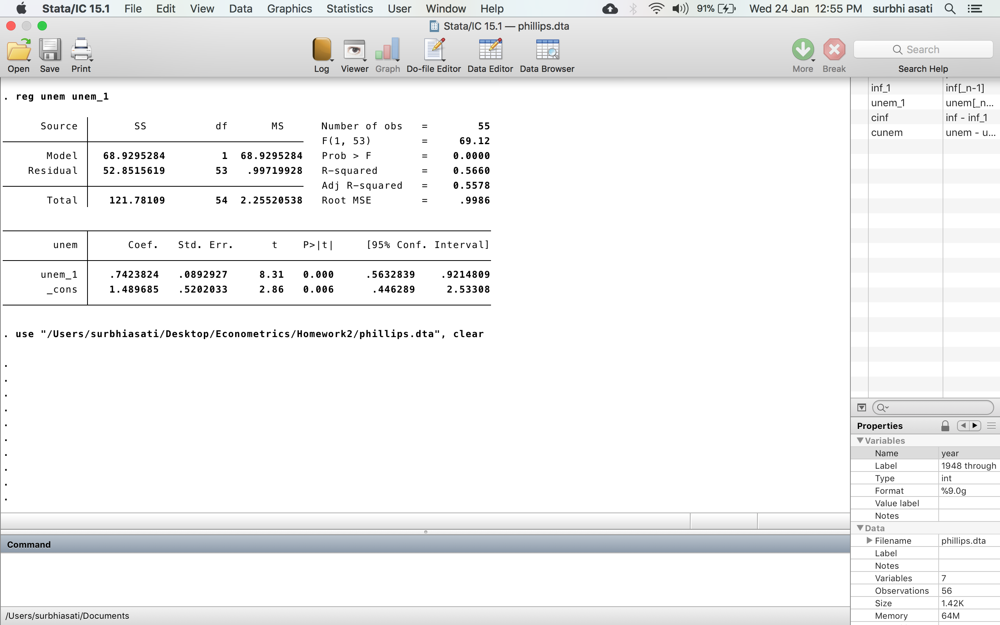 Stata/IC 15.1 File Edit View Data Graphics Statistics User Window Help 91% Wed 24 Jan 12:55 PM surbhi asati
Stata/IC 15.1 — phillips.dta
Open Save Print Log Viewer Graph Do-file Editor Data Editor Data Browser More Break Search
Search Help
. reg unem unem_1
Source SS df MS Number of obs = 55
F(1, 53) = 69.12
Model 68.9295284 1 68.9295284 Prob > F = 0.0000
Residual 52.8515619 53 .99719928 R-squared = 0.5660
Adj R-squared = 0.5578
Total 121.78109 54 2.25520538 Root MSE = .9986
unem Coef. Std. Err. t P>|t| [95% Conf. Interval]
unem_1 .7423824 .0892927 8.31 0.000 .5632839 .9214809
_cons 1.489685 .5202033 2.86 0.006 .446289 2.53308
. use "/Users/surbhiasati/Desktop/Econometrics/Homework2/phillips.dta", clear
.
.
.
.
.
.
.
.
.
.
Command
/Users/surbhiasati/Documents
inf_1 inf[_n-1]
unem_1 unem[_n...
cinf inf - inf_1
cunem unem - u...
Properties
Variables
Name year
Label 1948 through
Type int
Format %9.0g
Value label
Notes
Data
Filename phillips.dta
Label
Notes
Variables 7
Observations 56
Size 1.42K
Memory 64M